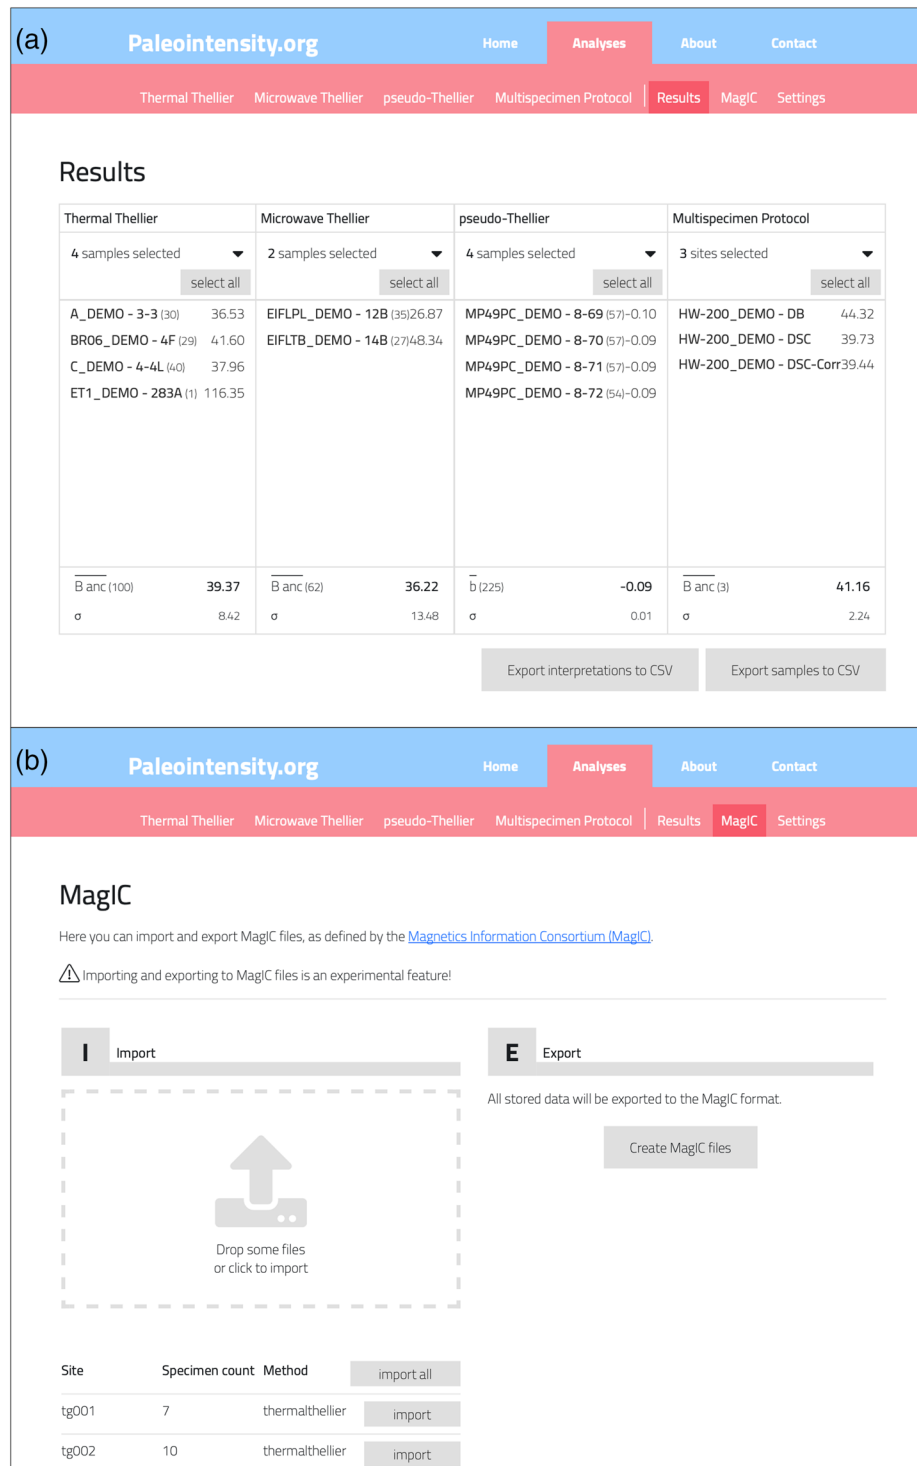 (a)
Paleointensity.org Home Analyses About Contact
Thermal Thellier Microwave Thellier pseudo-Thellier Multispecimen Protocol Results MagIC Settings
Results
Thermal Thellier Microwave Thellier pseudo-Thellier Multispecimen Protocol
4 samples selected 2 samples selected 4 samples selected 3 sites selected
select all select all select all select all
A_DEMO - 3-3 (30) 36.53 EIFLPL_DEMO - 12B (35)26.87 MP49PC_DEMO - 8-69 (57)-0.10 HW-200_DEMO - DB 44.32
BR06_DEMO - 4F (29) 41.60 EIFLTB_DEMO - 14B (27)48.34 MP49PC_DEMO - 8-70 (57)-0.09 HW-200_DEMO - DSC 39.73
C_DEMO - 4-4L (40) 37.96 MP49PC_DEMO - 8-71 (57)-0.09 HW-200_DEMO - DSC-Corr39.44
ET1_DEMO - 283A (1) 116.35 MP49PC_DEMO - 8-72 (54)-0.09
B anc (100) 39.37 B anc (62) 36.22 b (225) -0.09 B anc (3) 41.16
σ 8.42 σ 13.48 σ 0.01 σ 2.24
Export interpretations to CSV Export samples to CSV
(b)
Paleointensity.org Home Analyses About Contact
Thermal Thellier Microwave Thellier pseudo-Thellier Multispecimen Protocol Results MagIC Settings
MagIC
Here you can import and export MagIC files, as defined by the Magnetics Information Consortium (MagIC).
Importing and exporting to MagIC files is an experimental feature!
I Import
E Export
All stored data will be exported to the MagIC format.
Create MagIC files
Drop some files
or click to import
Site Specimen count Method import all
tg001 7 thermalthellier import
tg002 10 thermalthellier import